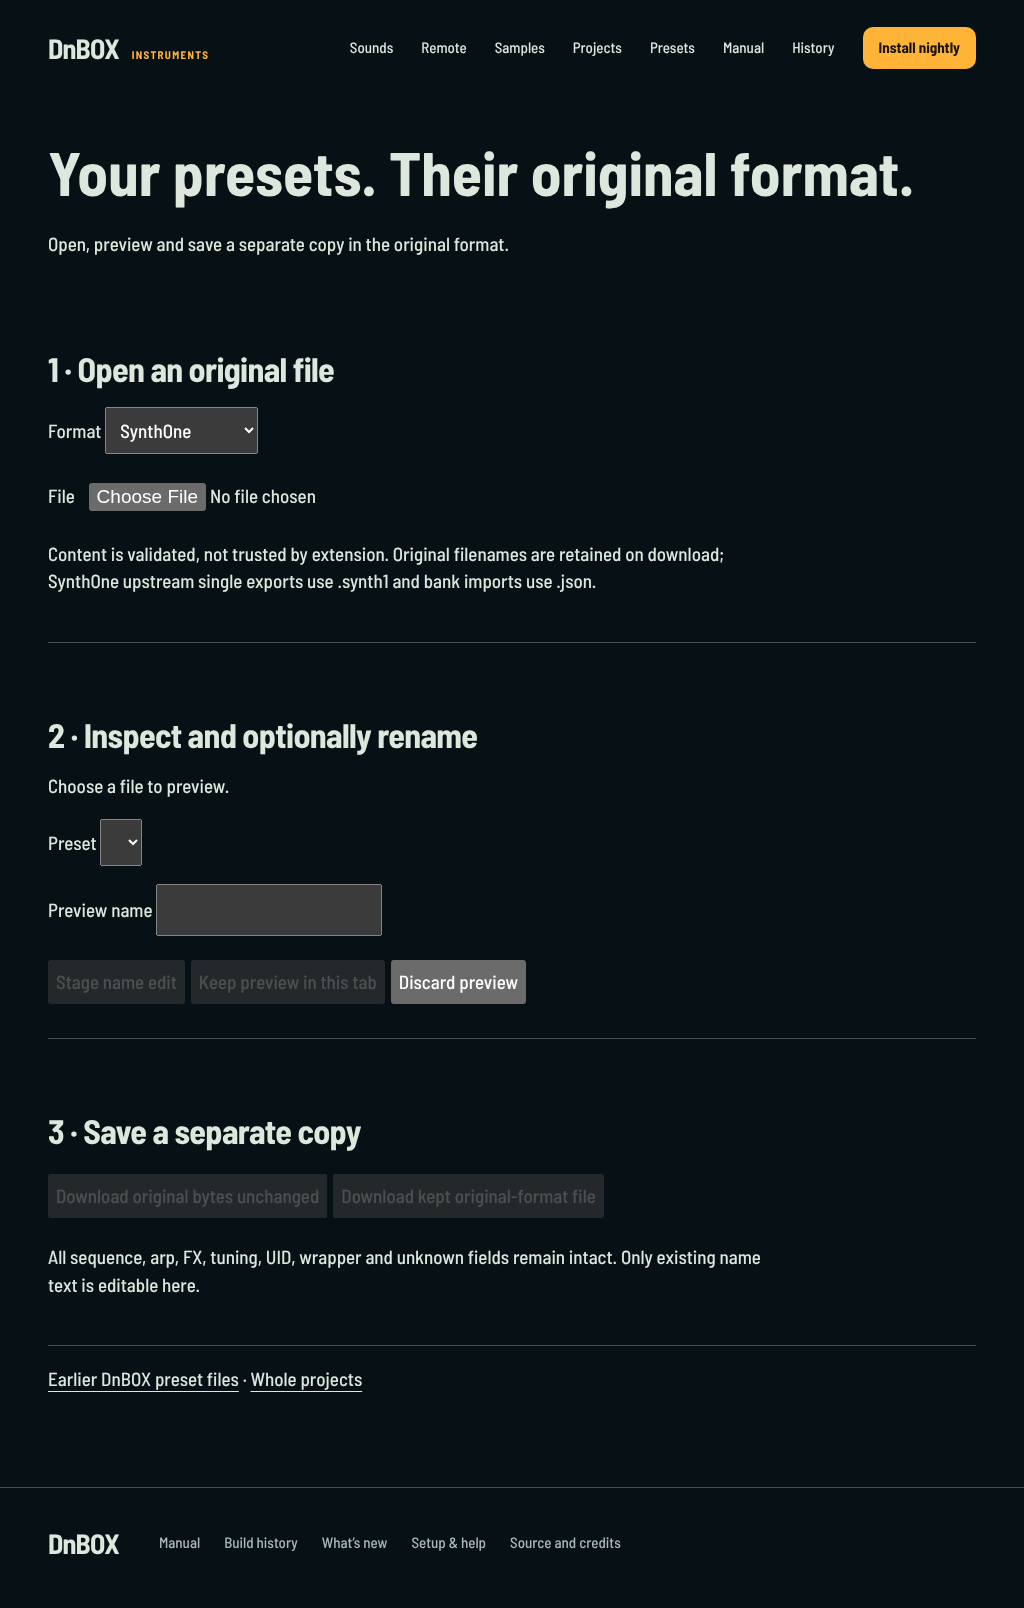 DnBOX INSTRUMENTS
Sounds Remote Samples Projects Presets Manual History Install nightly
Your presets. Their original format.
Open, preview and save a separate copy in the original format.
1 · Open an original file
Format SynthOne
File Choose File No file chosen
Content is validated, not trusted by extension. Original filenames are retained on download;
SynthOne upstream single exports use .synth1 and bank imports use .json.
2 · Inspect and optionally rename
Choose a file to preview.
Preset
Preview name
Stage name edit Keep preview in this tab Discard preview
3 · Save a separate copy
Download original bytes unchanged Download kept original-format file
All sequence, arp, FX, tuning, UID, wrapper and unknown fields remain intact. Only existing name
text is editable here.
Earlier DnBOX preset files · Whole projects
DnBOX Manual Build history What’s new Setup & help Source and credits